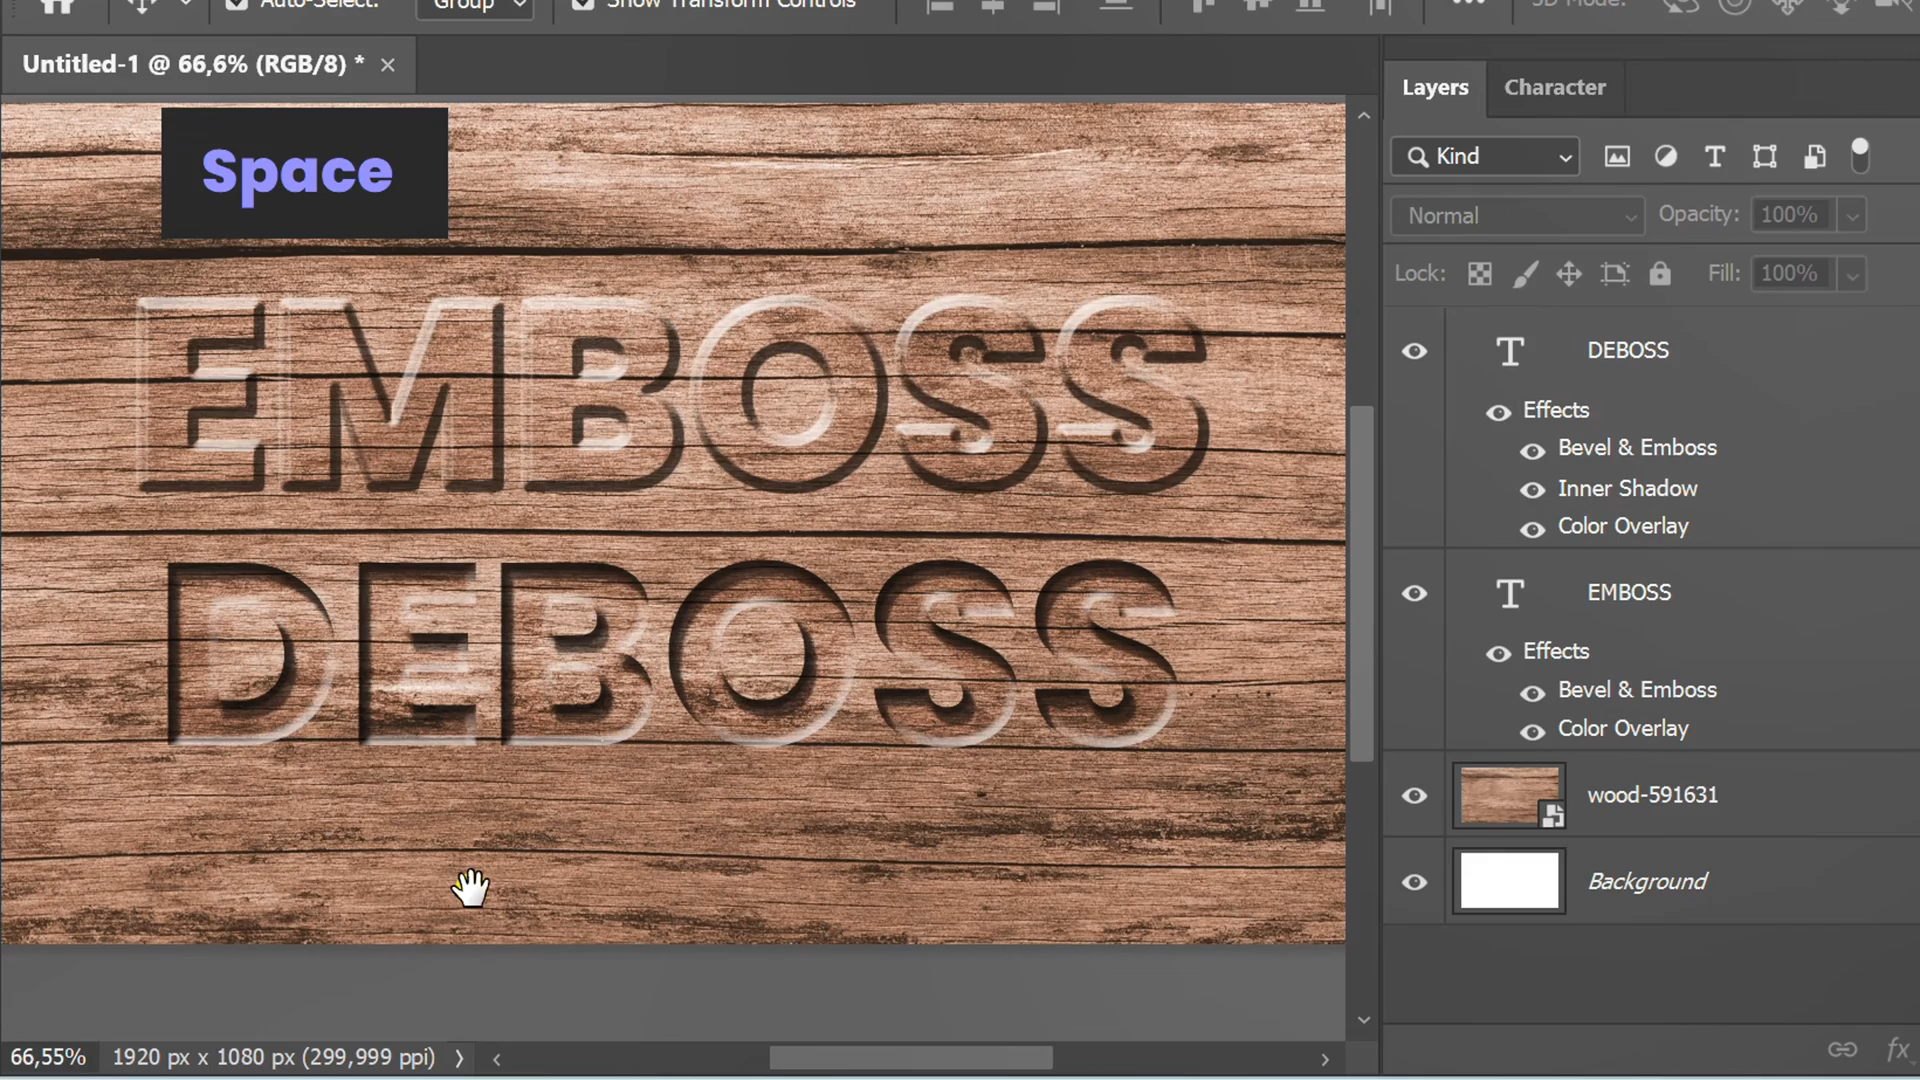 Auto-Select: Group Show Transform Controls 3D Mode:
Untitled-1 @ 66,6% (RGB/8) * ×
Layers Character
Space
Kind
Normal Opacity: 100%
Lock: Fill: 100%
EMBOSS
DEBOSS
T DEBOSS
Effects
Bevel & Emboss
Inner Shadow
Color Overlay
T EMBOSS
Effects
Bevel & Emboss
Color Overlay
wood-591631
Background
66,55% 1920 px x 1080 px (299,999 ppi)
fx